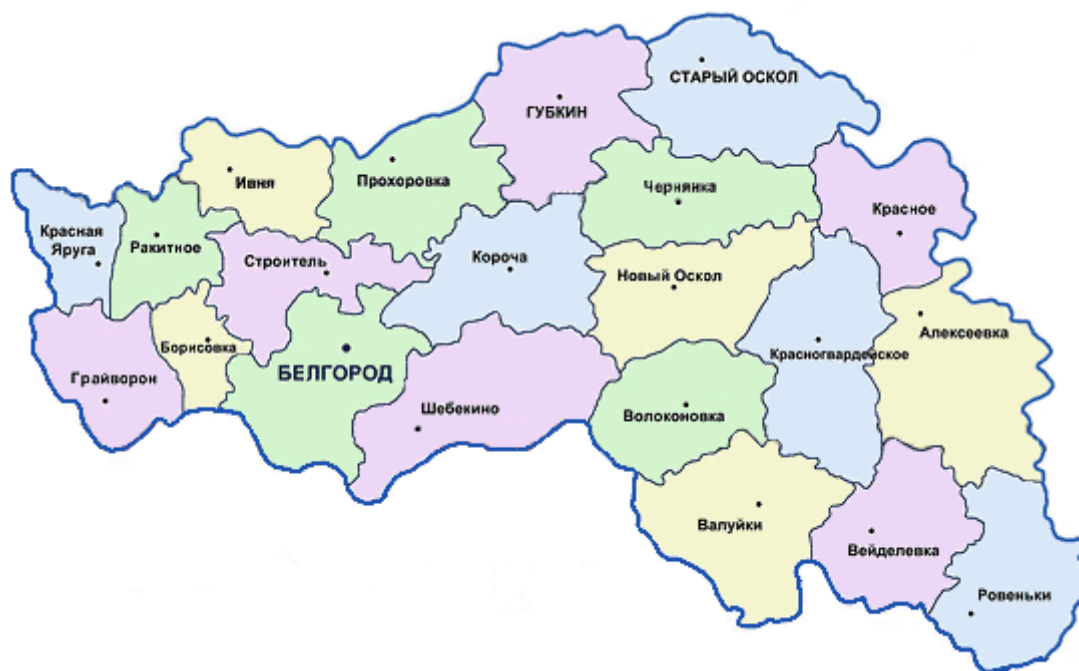 СТАРЫЙ ОСКОЛ
ГУБКИН
Ивня
Прохоровка
Чернянка
Красное
Красная
Яруга
Ракитное
Строитель
Короча
Новый Оскол
Алексеевка
Борисовка
Красногвардейское
БЕЛГОРОД
Грайворон
Шебекино
Волоконовка
Валуйки
Вейделевка
Ровеньки